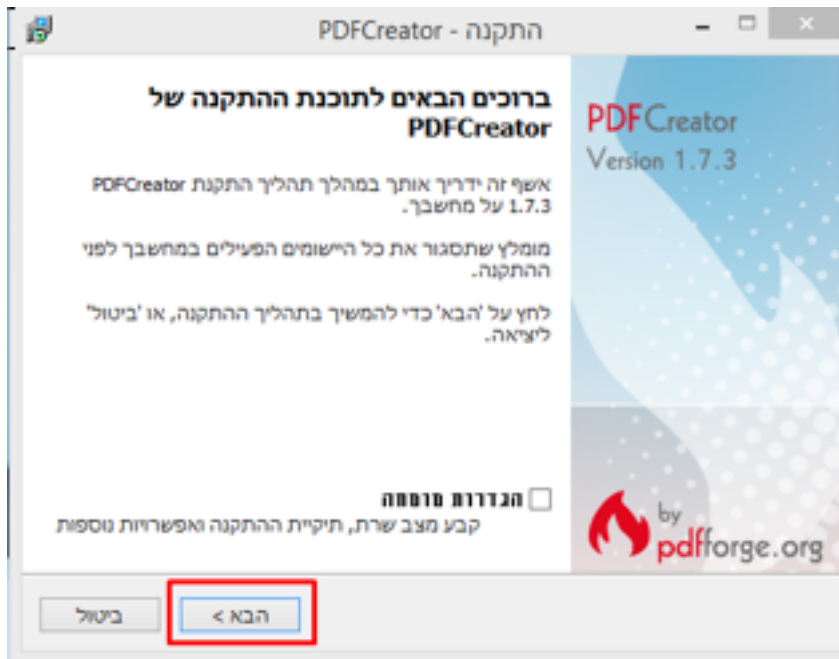 התקנה - PDFCreator
ברוכים הבאים לתוכנת ההתקנה של
PDFCreator
אשף זה ידריך אותך במהלך תהליך התקנת PDFCreator
1.7.3 על מחשבך.
מומלץ שתסגור את כל היישומים הפעילים במחשבך לפני
ההתקנה.
לחץ על 'הבא' כדי להמשיך בתהליך ההתקנה, או 'ביטול'
ליציאה.
הגדרות מומחה
קבע מצב שרת, תיקיית ההתקנה ואפשרויות נוספות
PDFCreator
Version 1.7.3
by
pdfforge.org
הבא >
ביטול